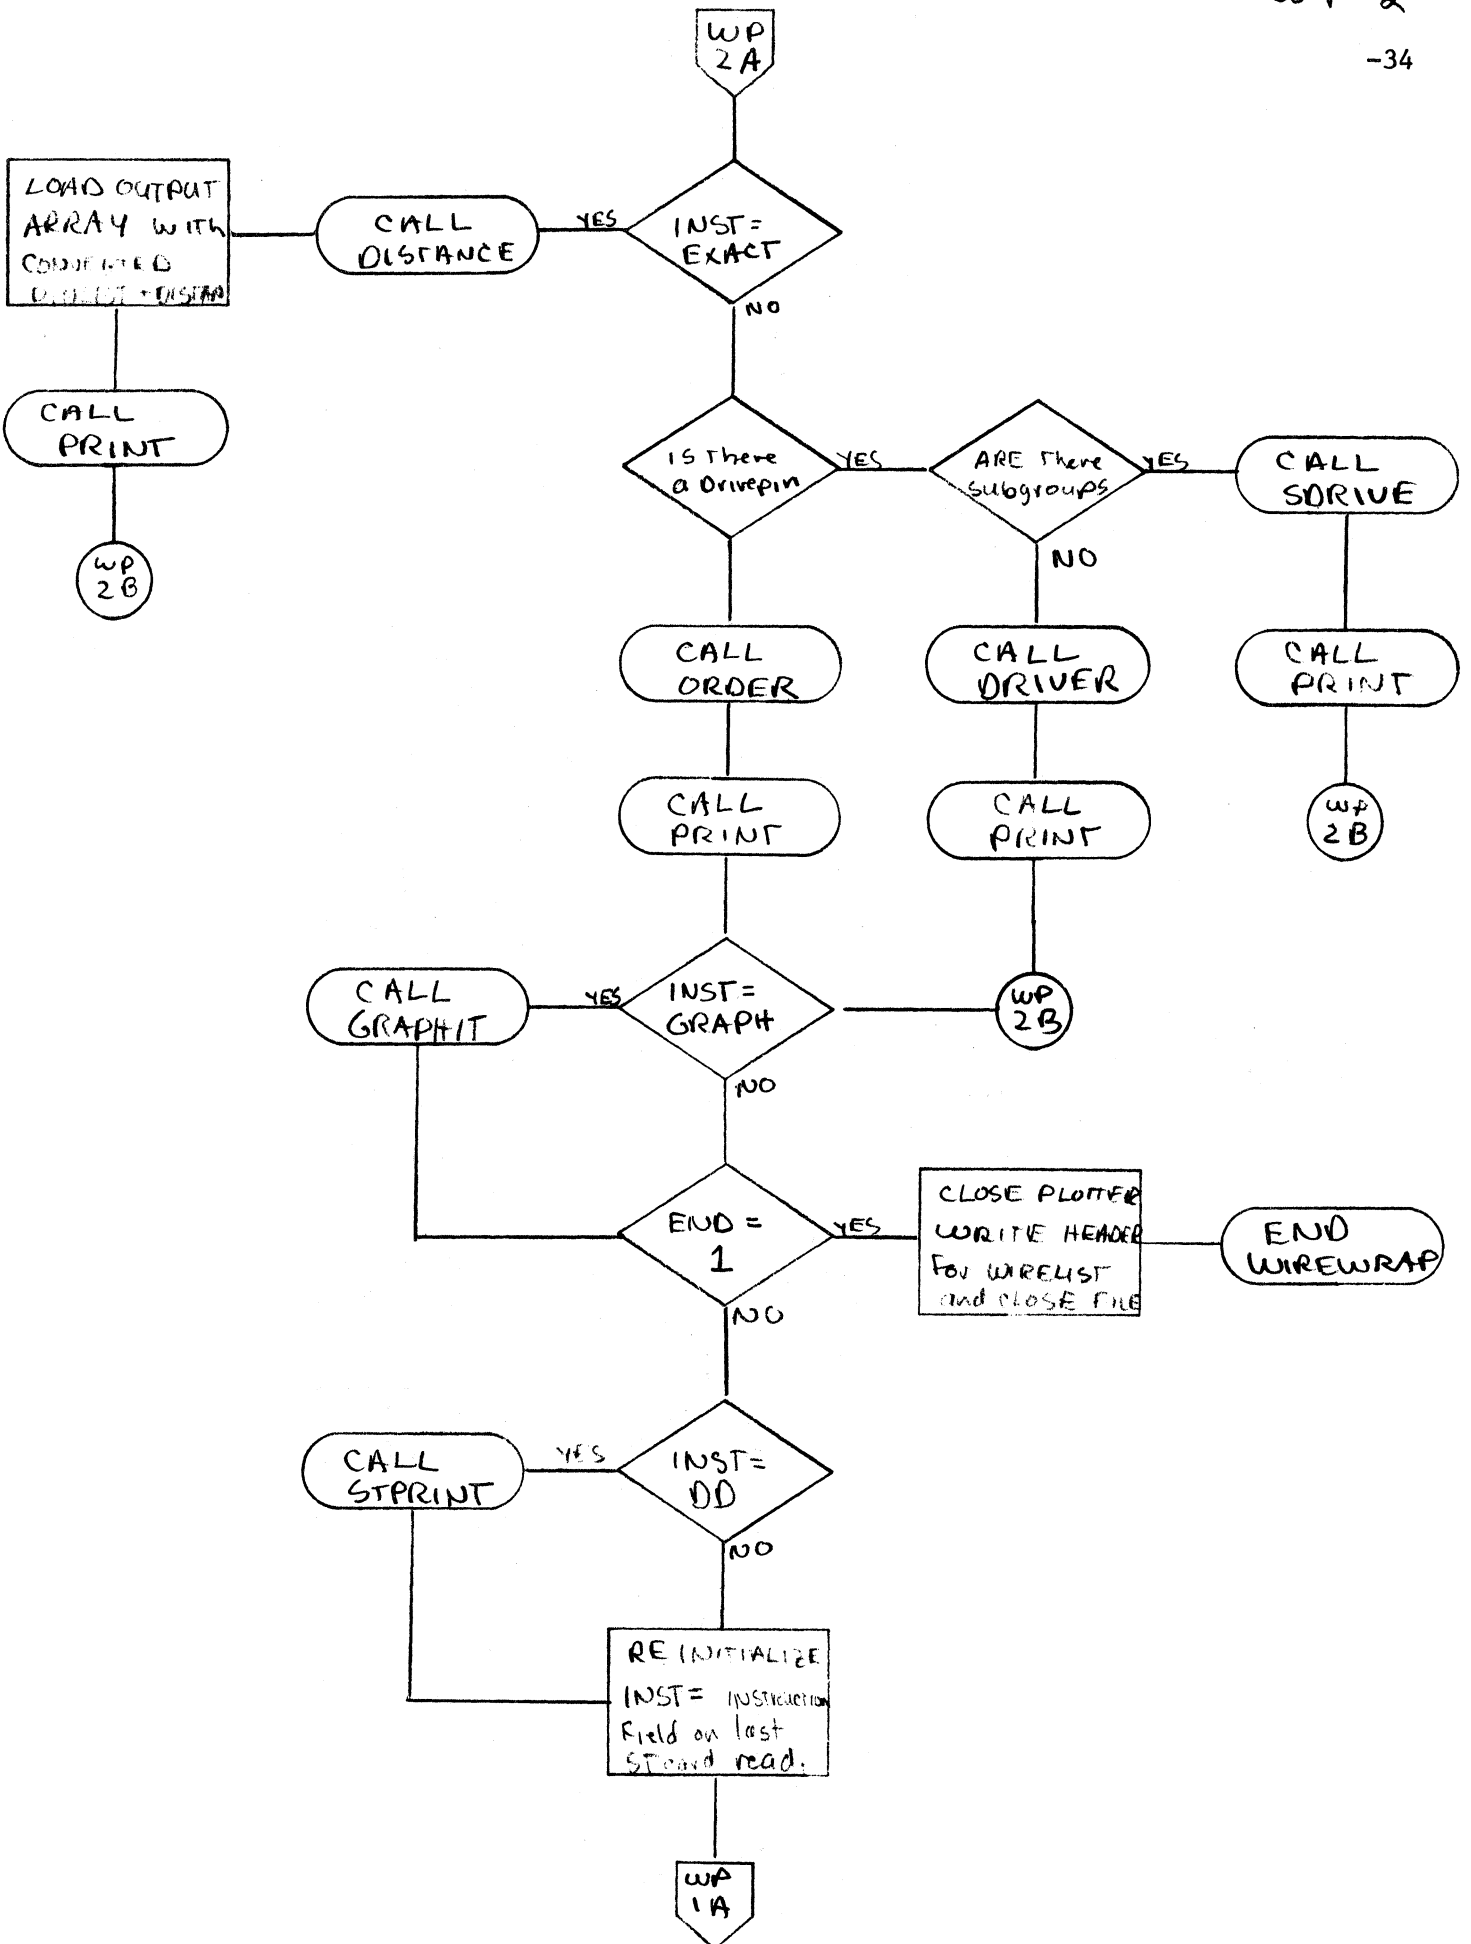 WP 2
-34
WP
2A
LOAD OUTPUT
ARRAY WITH
CONVERTED
CALL
DISTANCE
YES
INST=
EXACT
NO
CALL
PRINT
WP
2B
IS There
a Drivepin
YES
ARE There
subgroups
YES
CALL
SDRIVE
NO
CALL
ORDER
CALL
DRIVER
CALL
PRINT
CALL
PRINT
CALL
PRINT
WP
2B
CALL
GRAPHIT
YES
INST=
GRAPH
WP
2B
NO
END =
1
YES
CLOSE PLOTTER
WRITE HEADER
For WIRELIST
and CLOSE FILE
END
WIREWRAP
NO
CALL
STPRINT
YES
INST=
DD
NO
RE INITIALIZE
INST= INSTRUCTION
Field on last
ST card read.
WP
1A